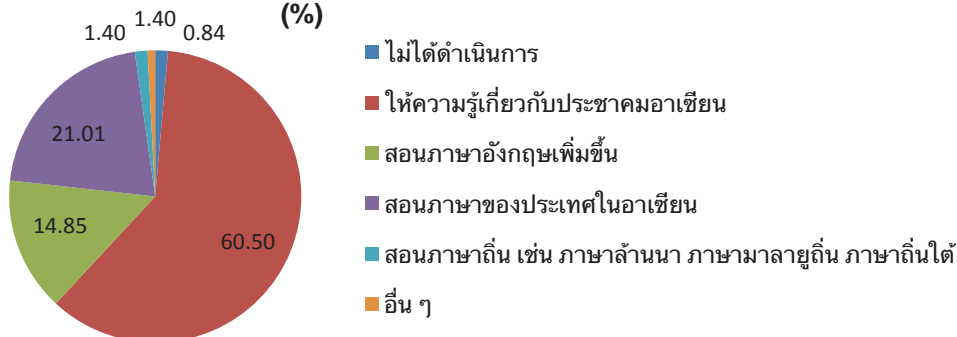 (%)
1.40
1.40
0.84
21.01
14.85
60.50
ไม่ได้ดำเนินการ
ให้ความรู้เกี่ยวกับประชาคมอาเซียน
สอนภาษาอังกฤษเพิ่มขึ้น
สอนภาษาของประเทศในอาเซียน
สอนภาษาถิ่น เช่น ภาษาล้านนา ภาษามาลายูถิ่น ภาษาถิ่นใต้
อื่น ๆ